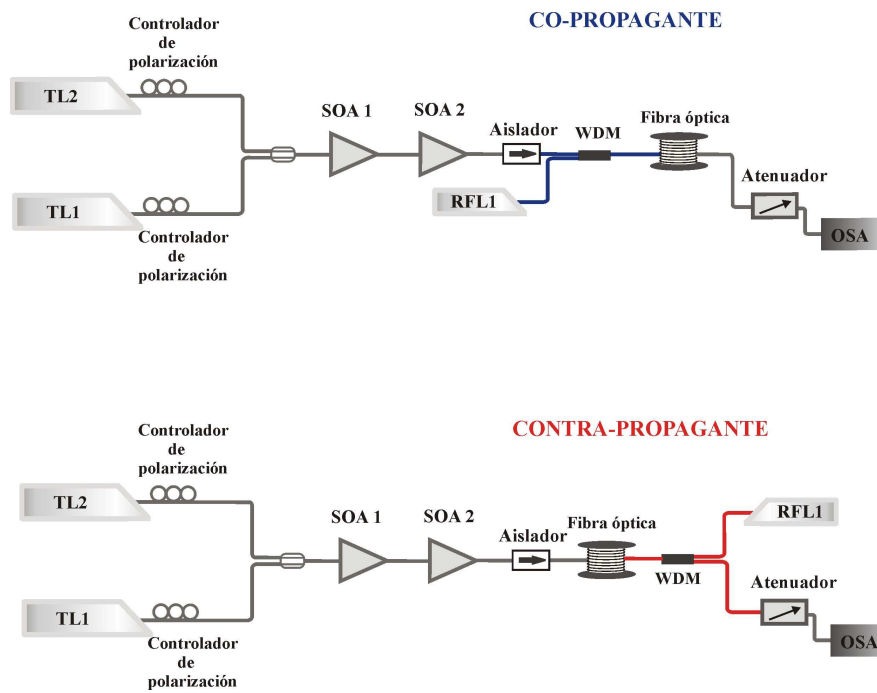 CO-PROPAGANTE
Controlador
de
polarización
TL2
SOA 1
SOA 2
Aislador
WDM
Fibra óptica
Atenuador
RFL1
TL1
OSA
Controlador
de
polarización
CONTRA-PROPAGANTE
Controlador
de
polarización
TL2
SOA 1
SOA 2
Aislador
Fibra óptica
RFL1
WDM
Atenuador
TL1
OSA
Controlador
de
polarización